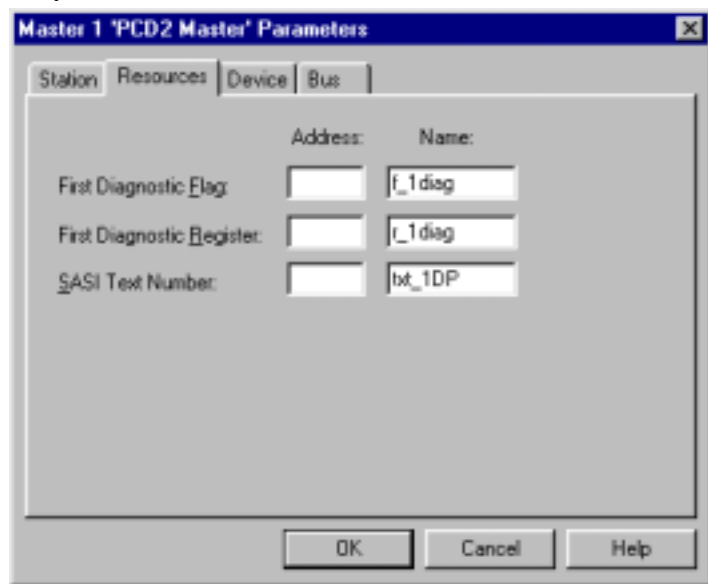 Master 1 'PCD2 Master' Parameters
Station Resources Device Bus
Address: Name:
First Diagnostic Flag: f_1diag
First Diagnostic Register: r_1diag
SASI Text Number: txt_1DP
OK Cancel Help